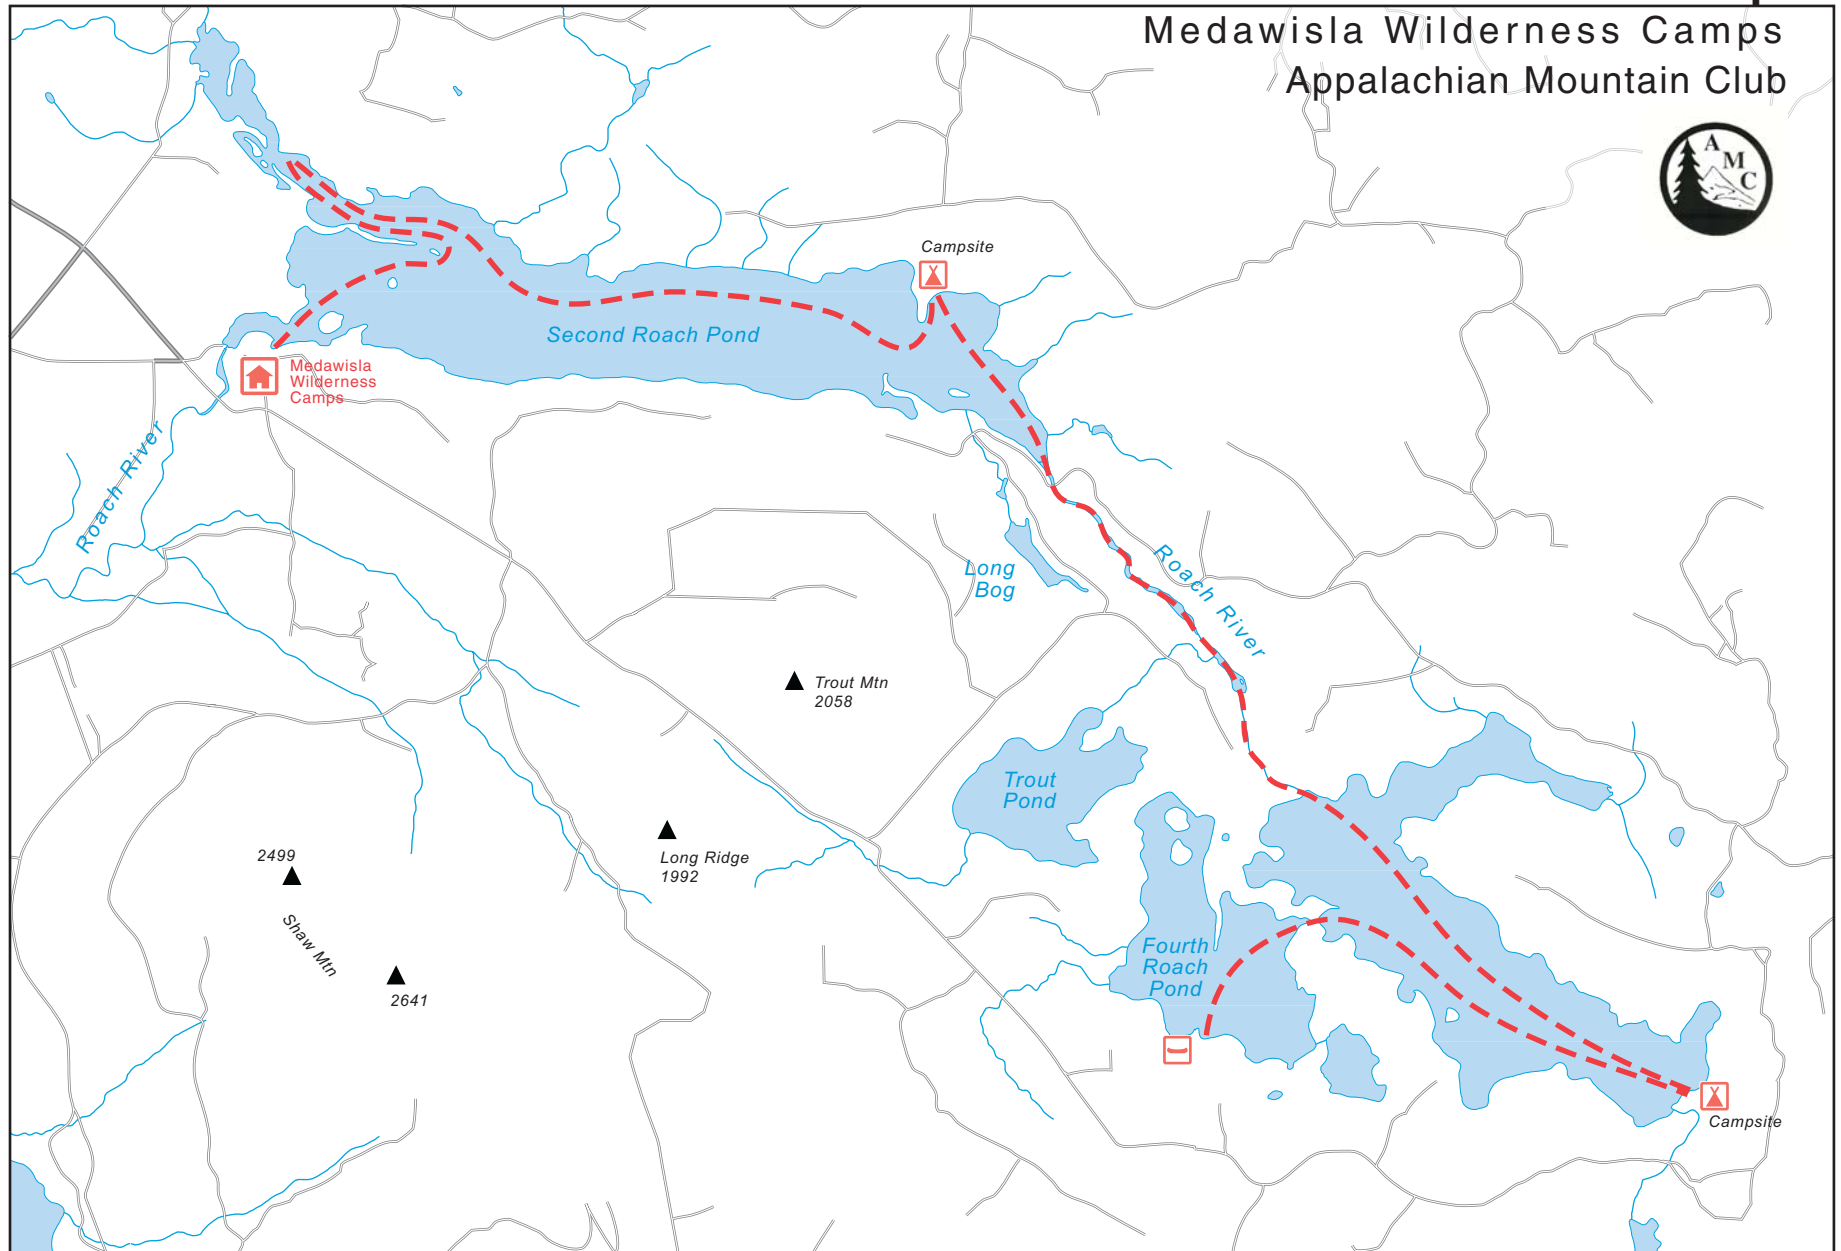 Medawisla Wilderness Camps
Appalachian Mountain Club
A
M
C
Campsite
Second Roach Pond
Medawisla
Wilderness
Camps
Roach River
Long
Bog
Roach River
Trout Mtn
2058
Trout
Pond
Long Ridge
1992
2499
Shaw Mtn
2641
Fourth
Roach
Pond
Campsite